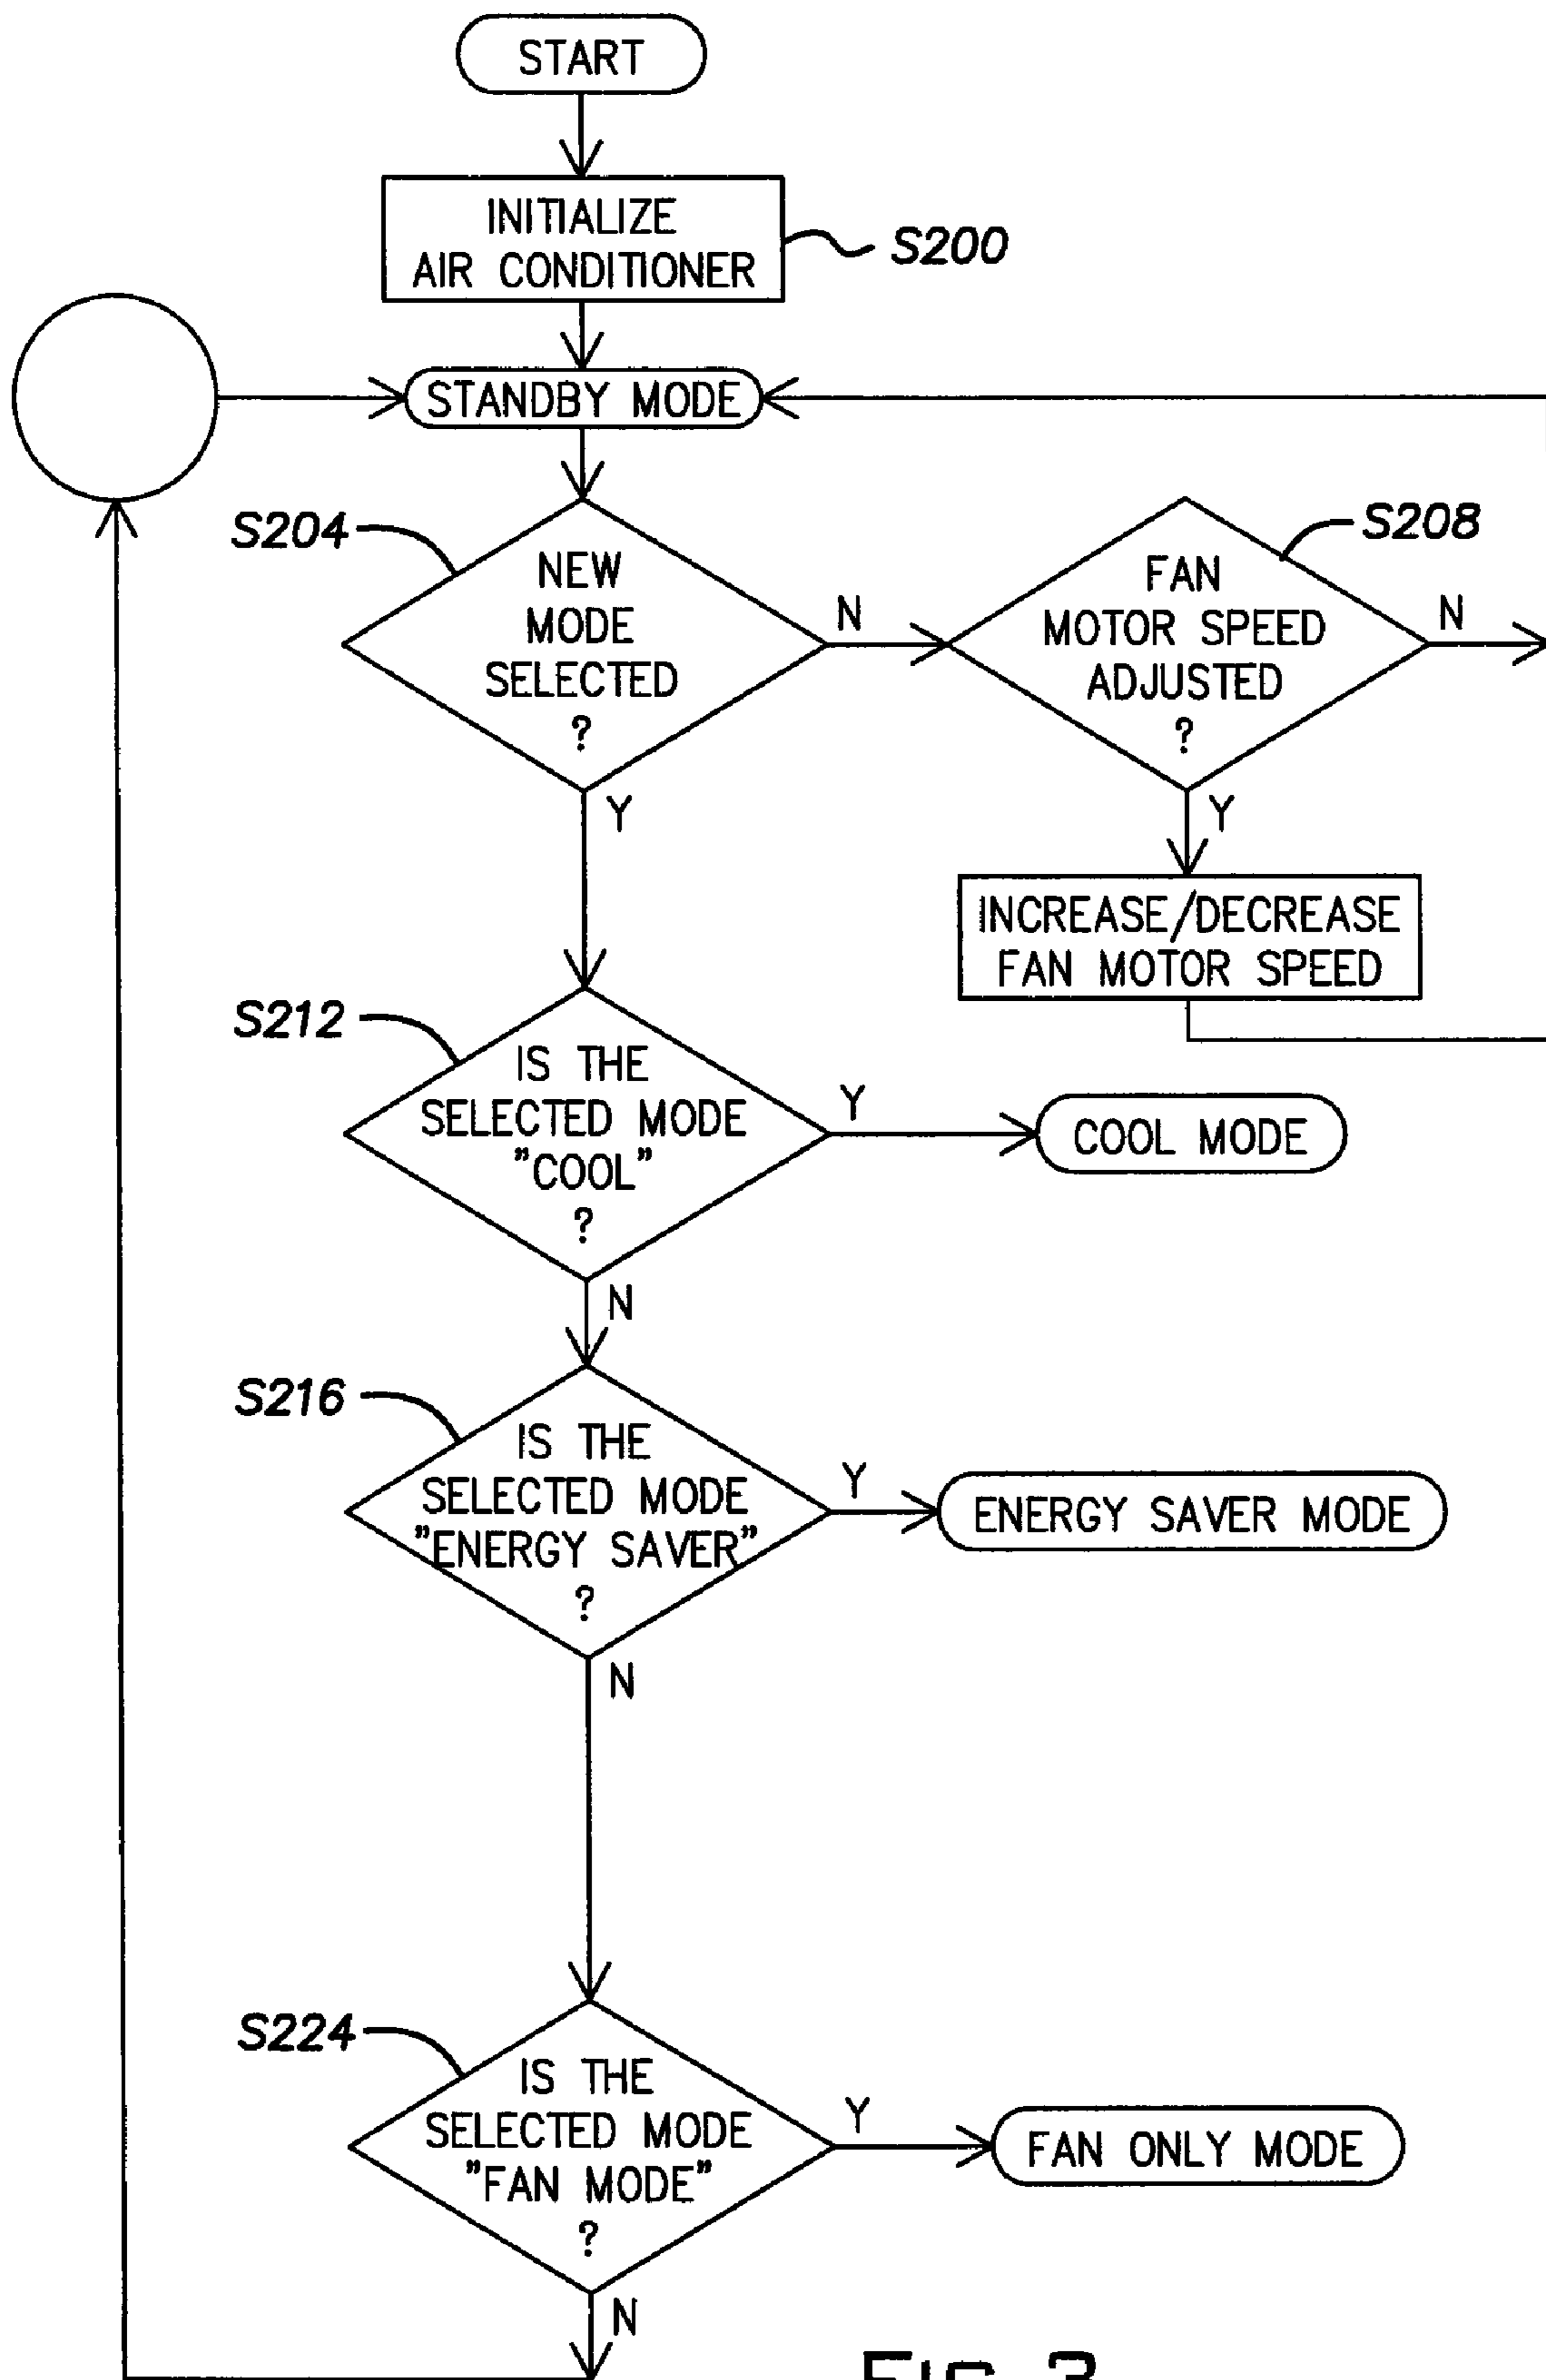 START
INITIALIZE
AIR CONDITIONER
S200
STANDBY MODE
S204
NEW
MODE
SELECTED
?
N
Y
S208
FAN
MOTOR SPEED
ADJUSTED
?
N
Y
INCREASE/DECREASE
FAN MOTOR SPEED
S212
IS THE
SELECTED MODE
"COOL"
?
Y
COOL MODE
N
S216
IS THE
SELECTED MODE
"ENERGY SAVER"
?
Y
ENERGY SAVER MODE
N
S224
IS THE
SELECTED MODE
"FAN MODE"
?
Y
FAN ONLY MODE
N
FIG. 3